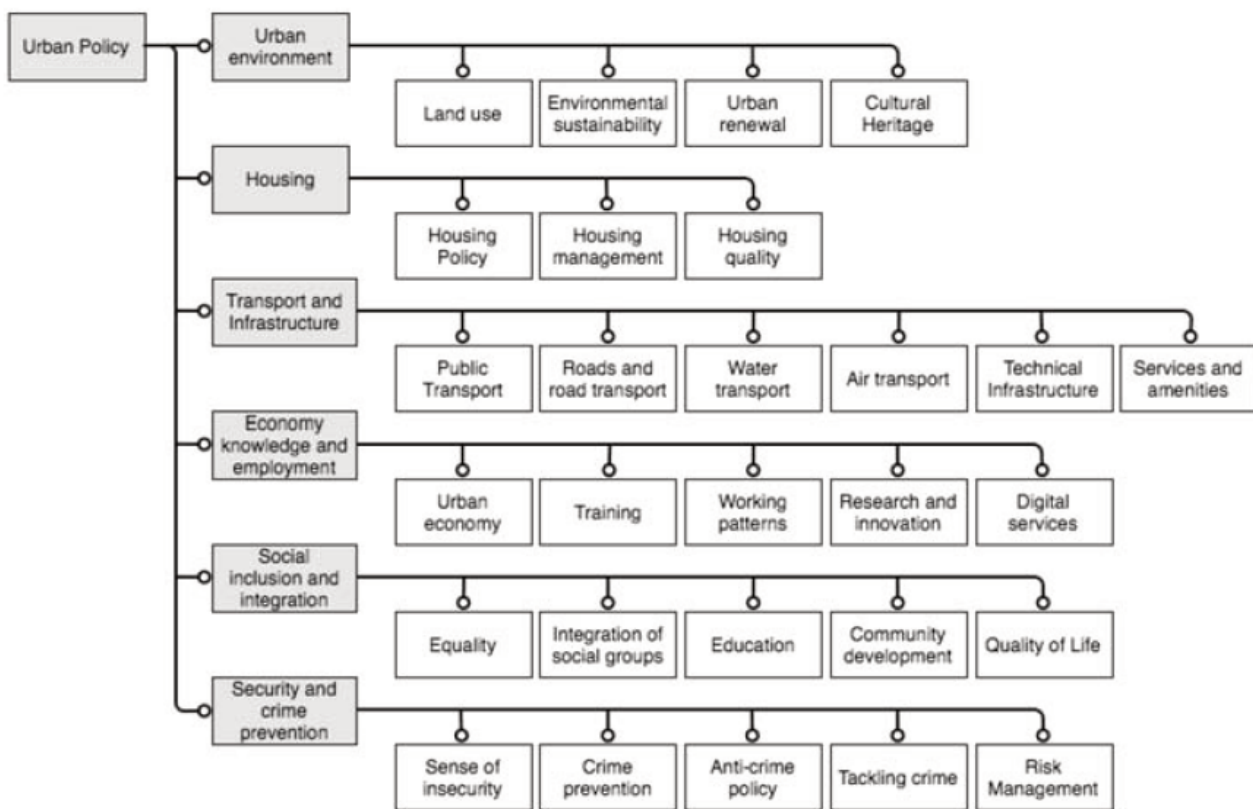 Urban Policy
Urban
environment
Land use
Environmental
sustainability
Urban
renewal
Cultural
Heritage
Housing
Housing
Policy
Housing
management
Housing
quality
Transport and
Infrastructure
Public
Transport
Roads and
road transport
Water
transport
Air transport
Technical
Infrastructure
Services and
amenities
Economy
knowledge and
employment
Urban
economy
Training
Working
patterns
Research and
innovation
Digital
services
Social
inclusion and
integration
Equality
Integration of
social groups
Education
Community
development
Quality of Life
Security and
crime
prevention
Sense of
insecurity
Crime
prevention
Anti-crime
policy
Tackling crime
Risk
Management